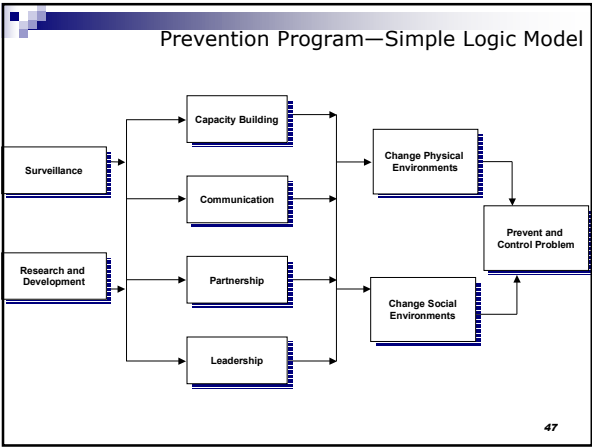 Prevention Program—Simple Logic Model
Surveillance
Research and
Development
Capacity Building
Communication
Partnership
Leadership
Change Physical
Environments
Change Social
Environments
Prevent and
Control Problem
47